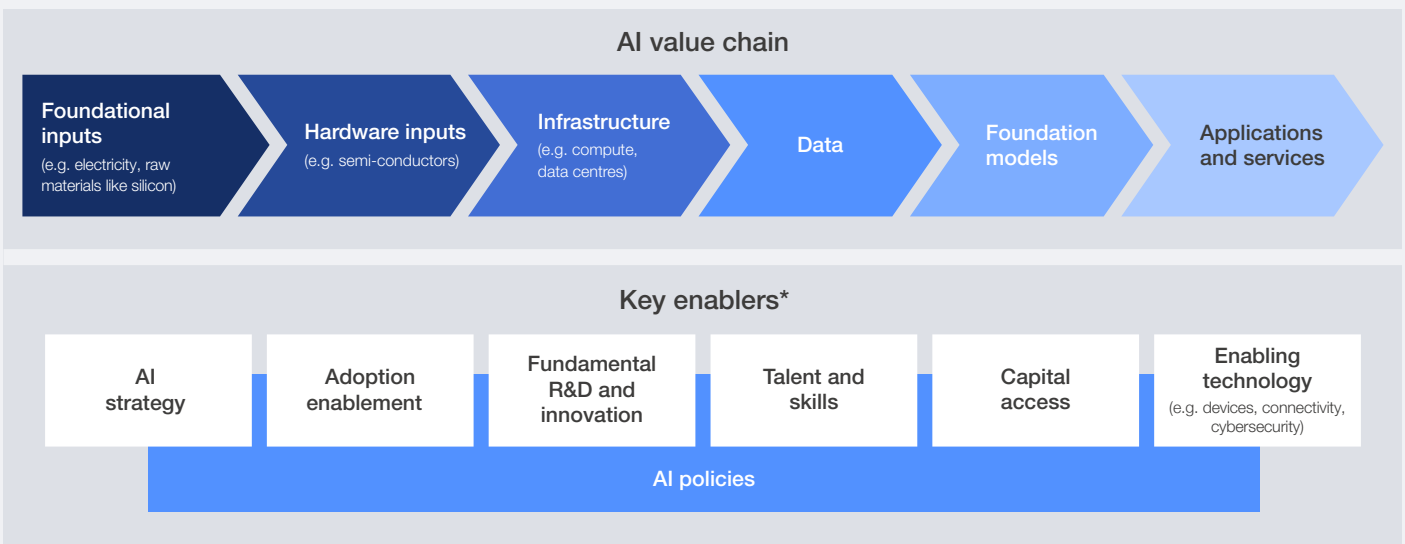 AI value chain
Foundational
inputs
(e.g. electricity, raw
materials like silicon)
Hardware inputs
(e.g. semi-conductors)
Infrastructure
(e.g. compute,
data centres)
Data
Foundation
models
Applications
and services
Key enablers*
AI
strategy
Adoption
enablement
Fundamental
R&D and
innovation
Talent and
skills
Capital
access
Enabling
technology
(e.g. devices, connectivity,
cybersecurity)
AI policies